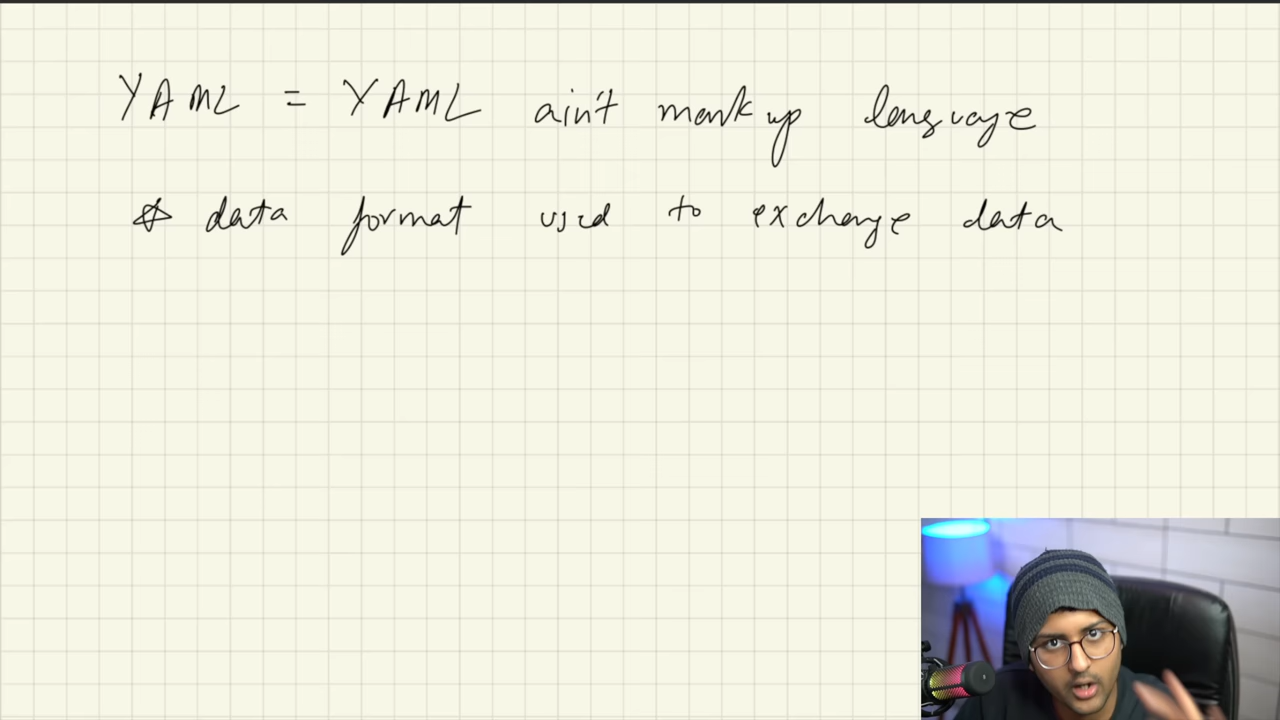 YAML = YAML ain't markup language
* data format used to exchange data